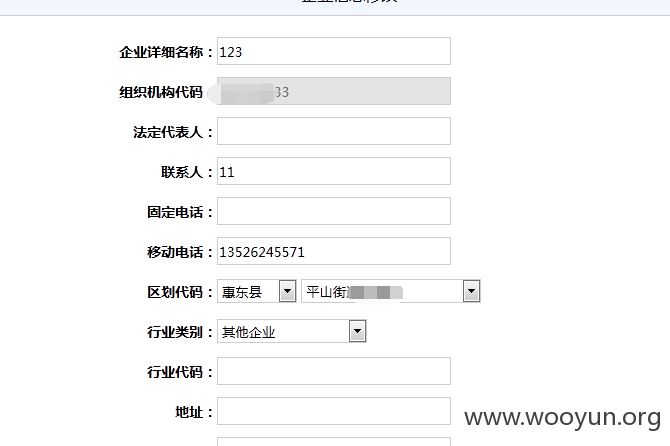 企业详细名称：123
组织机构代码 33
法定代表人：
联系人：11
固定电话：
移动电话：13526245571
区划代码：惠东县 平山街
行业类别：其他企业
行业代码：
地址：
www.wooyun.org